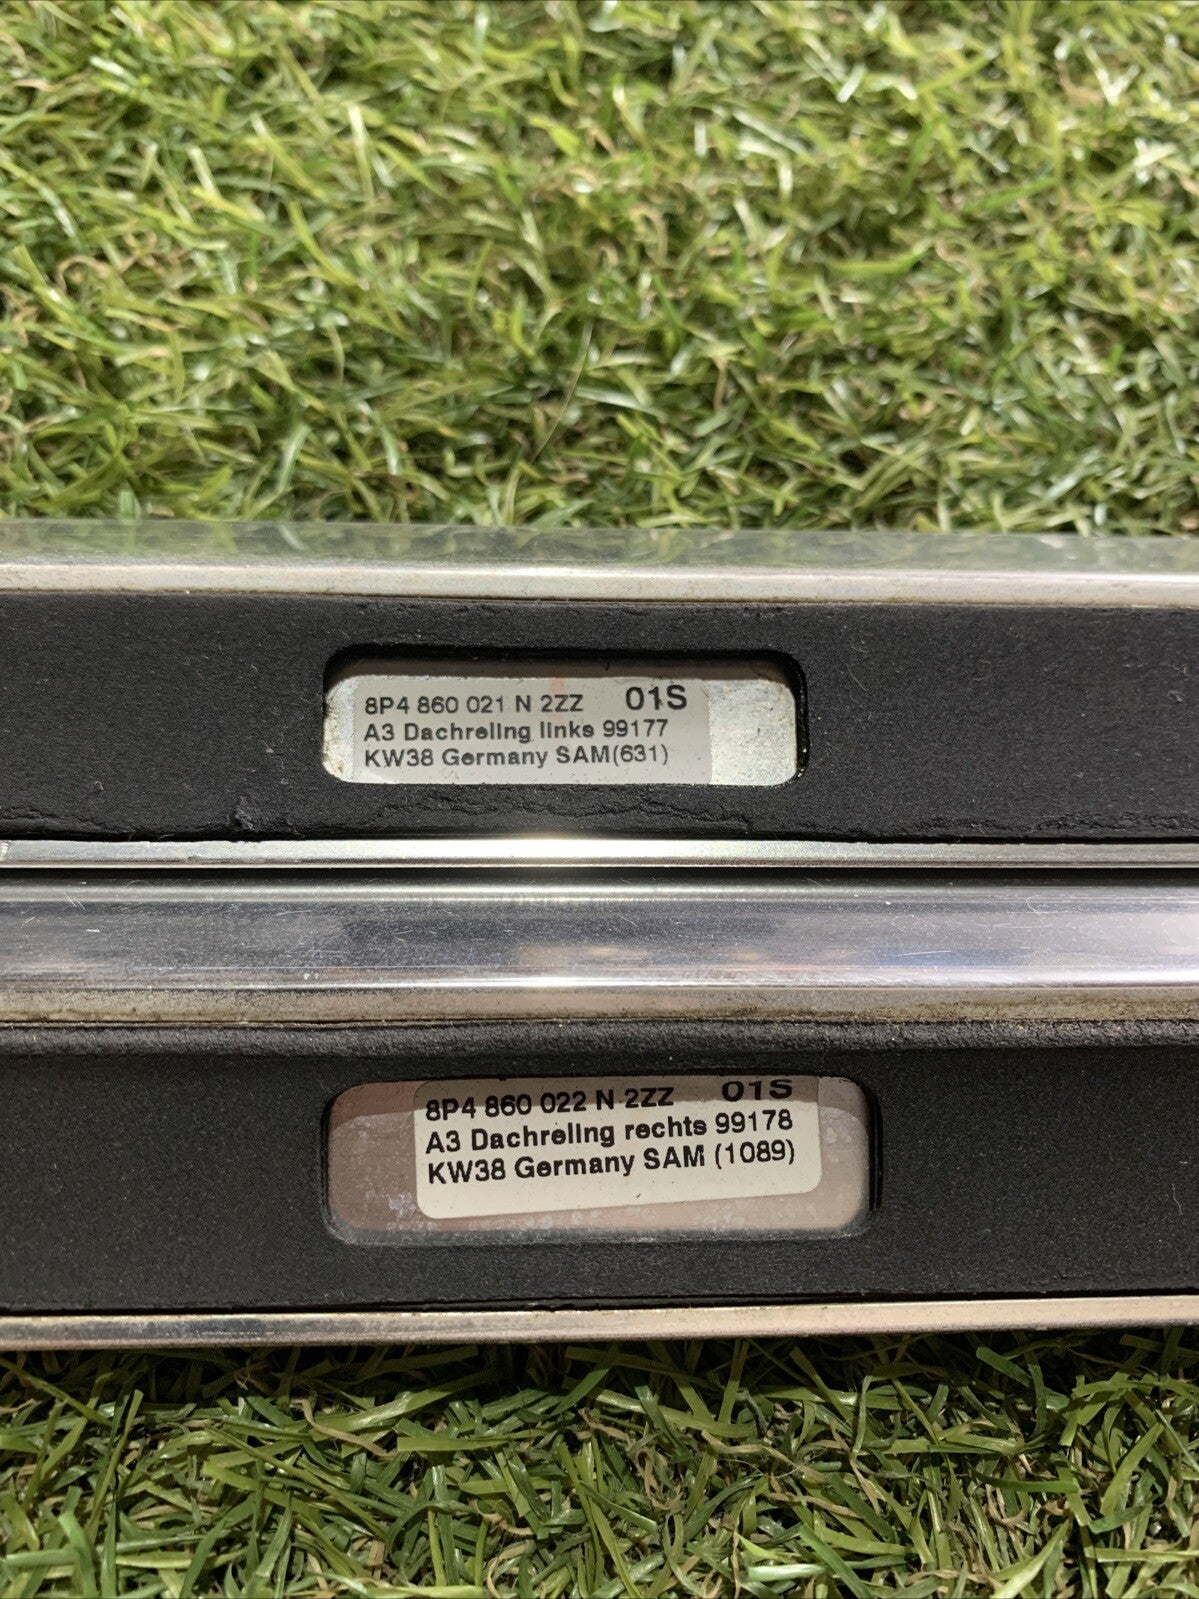 8P4 860 021 N 2ZZ 01S
A3 Dachreling links 99177
KW38 Germany SAM(631)
8P4 860 022 N 2ZZ 01S
A3 Dachreling rechts 99178
KW38 Germany SAM (1089)